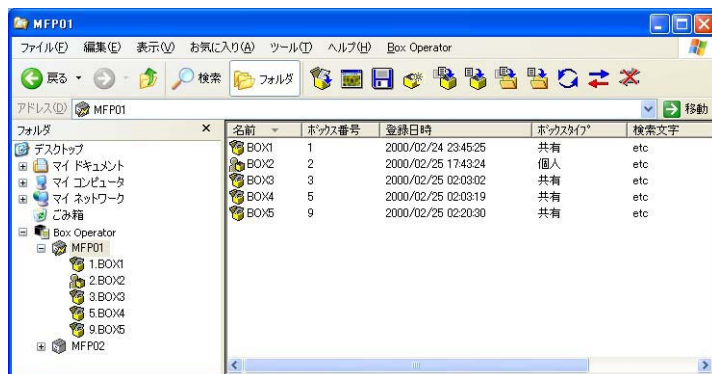 MFP01
ファイル(F) 編集(E) 表示(V) お気に入り(A) ツール(T) ヘルプ(H) Box Operator
戻る 検索 フォルダ
アドレス(D) MFP01 移動
フォルダ ×
デスクトップ
マイ ドキュメント
マイ コンピュータ
マイ ネットワーク
ごみ箱
Box Operator
MFP01
1.BOX1
2.BOX2
3.BOX3
5.BOX4
9.BOX5
MFP02
名前 ボックス番号 登録日時 ボックスタイプ 検索文字
BOX1 1 2000/02/24 23:45:25 共有 etc
BOX2 2 2000/02/25 17:43:24 個人 etc
BOX3 3 2000/02/25 02:03:02 共有 etc
BOX4 5 2000/02/25 02:03:19 共有 etc
BOX5 9 2000/02/25 02:20:30 共有 etc